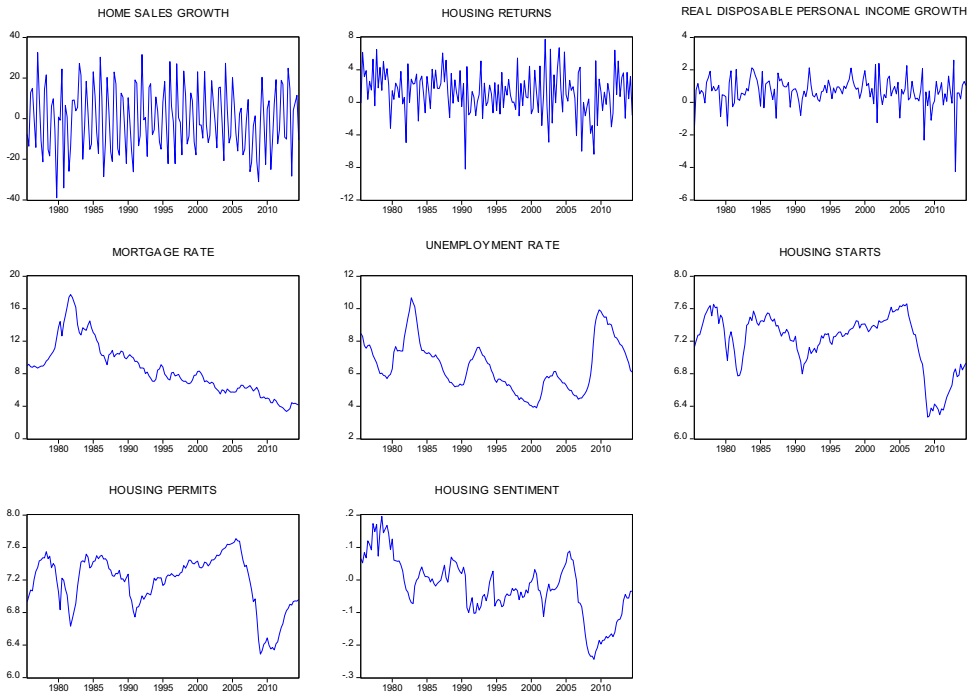 HOME SALES GROWTH
40
20
0
-20
-40
1980 1985 1990 1995 2000 2005 2010
HOUSING RETURNS
8
4
0
4
8
-12
1980 1985 1990 1995 2000 2005 2010
REAL DISPOSABLE PERSONAL INCOME GROWTH
4
2
0
2
4
-6
1980 1985 1990 1995 2000 2005 2010
MORTGAGE RATE
20
16
12
8
4
0
1980 1985 1990 1995 2000 2005 2010
UNEMPLOYMENT RATE
12
10
8
6
4
2
1980 1985 1990 1995 2000 2005 2010
HOUSING STARTS
8.0
7.6
7.2
6.8
6.4
6.0
1980 1985 1990 1995 2000 2005 2010
HOUSING PERMITS
8.0
7.6
7.2
6.8
6.4
6.0
1980 1985 1990 1995 2000 2005 2010
HOUSING SENTIMENT
.2
.1
.0
-.1
-.2
-.3
1980 1985 1990 1995 2000 2005 2010